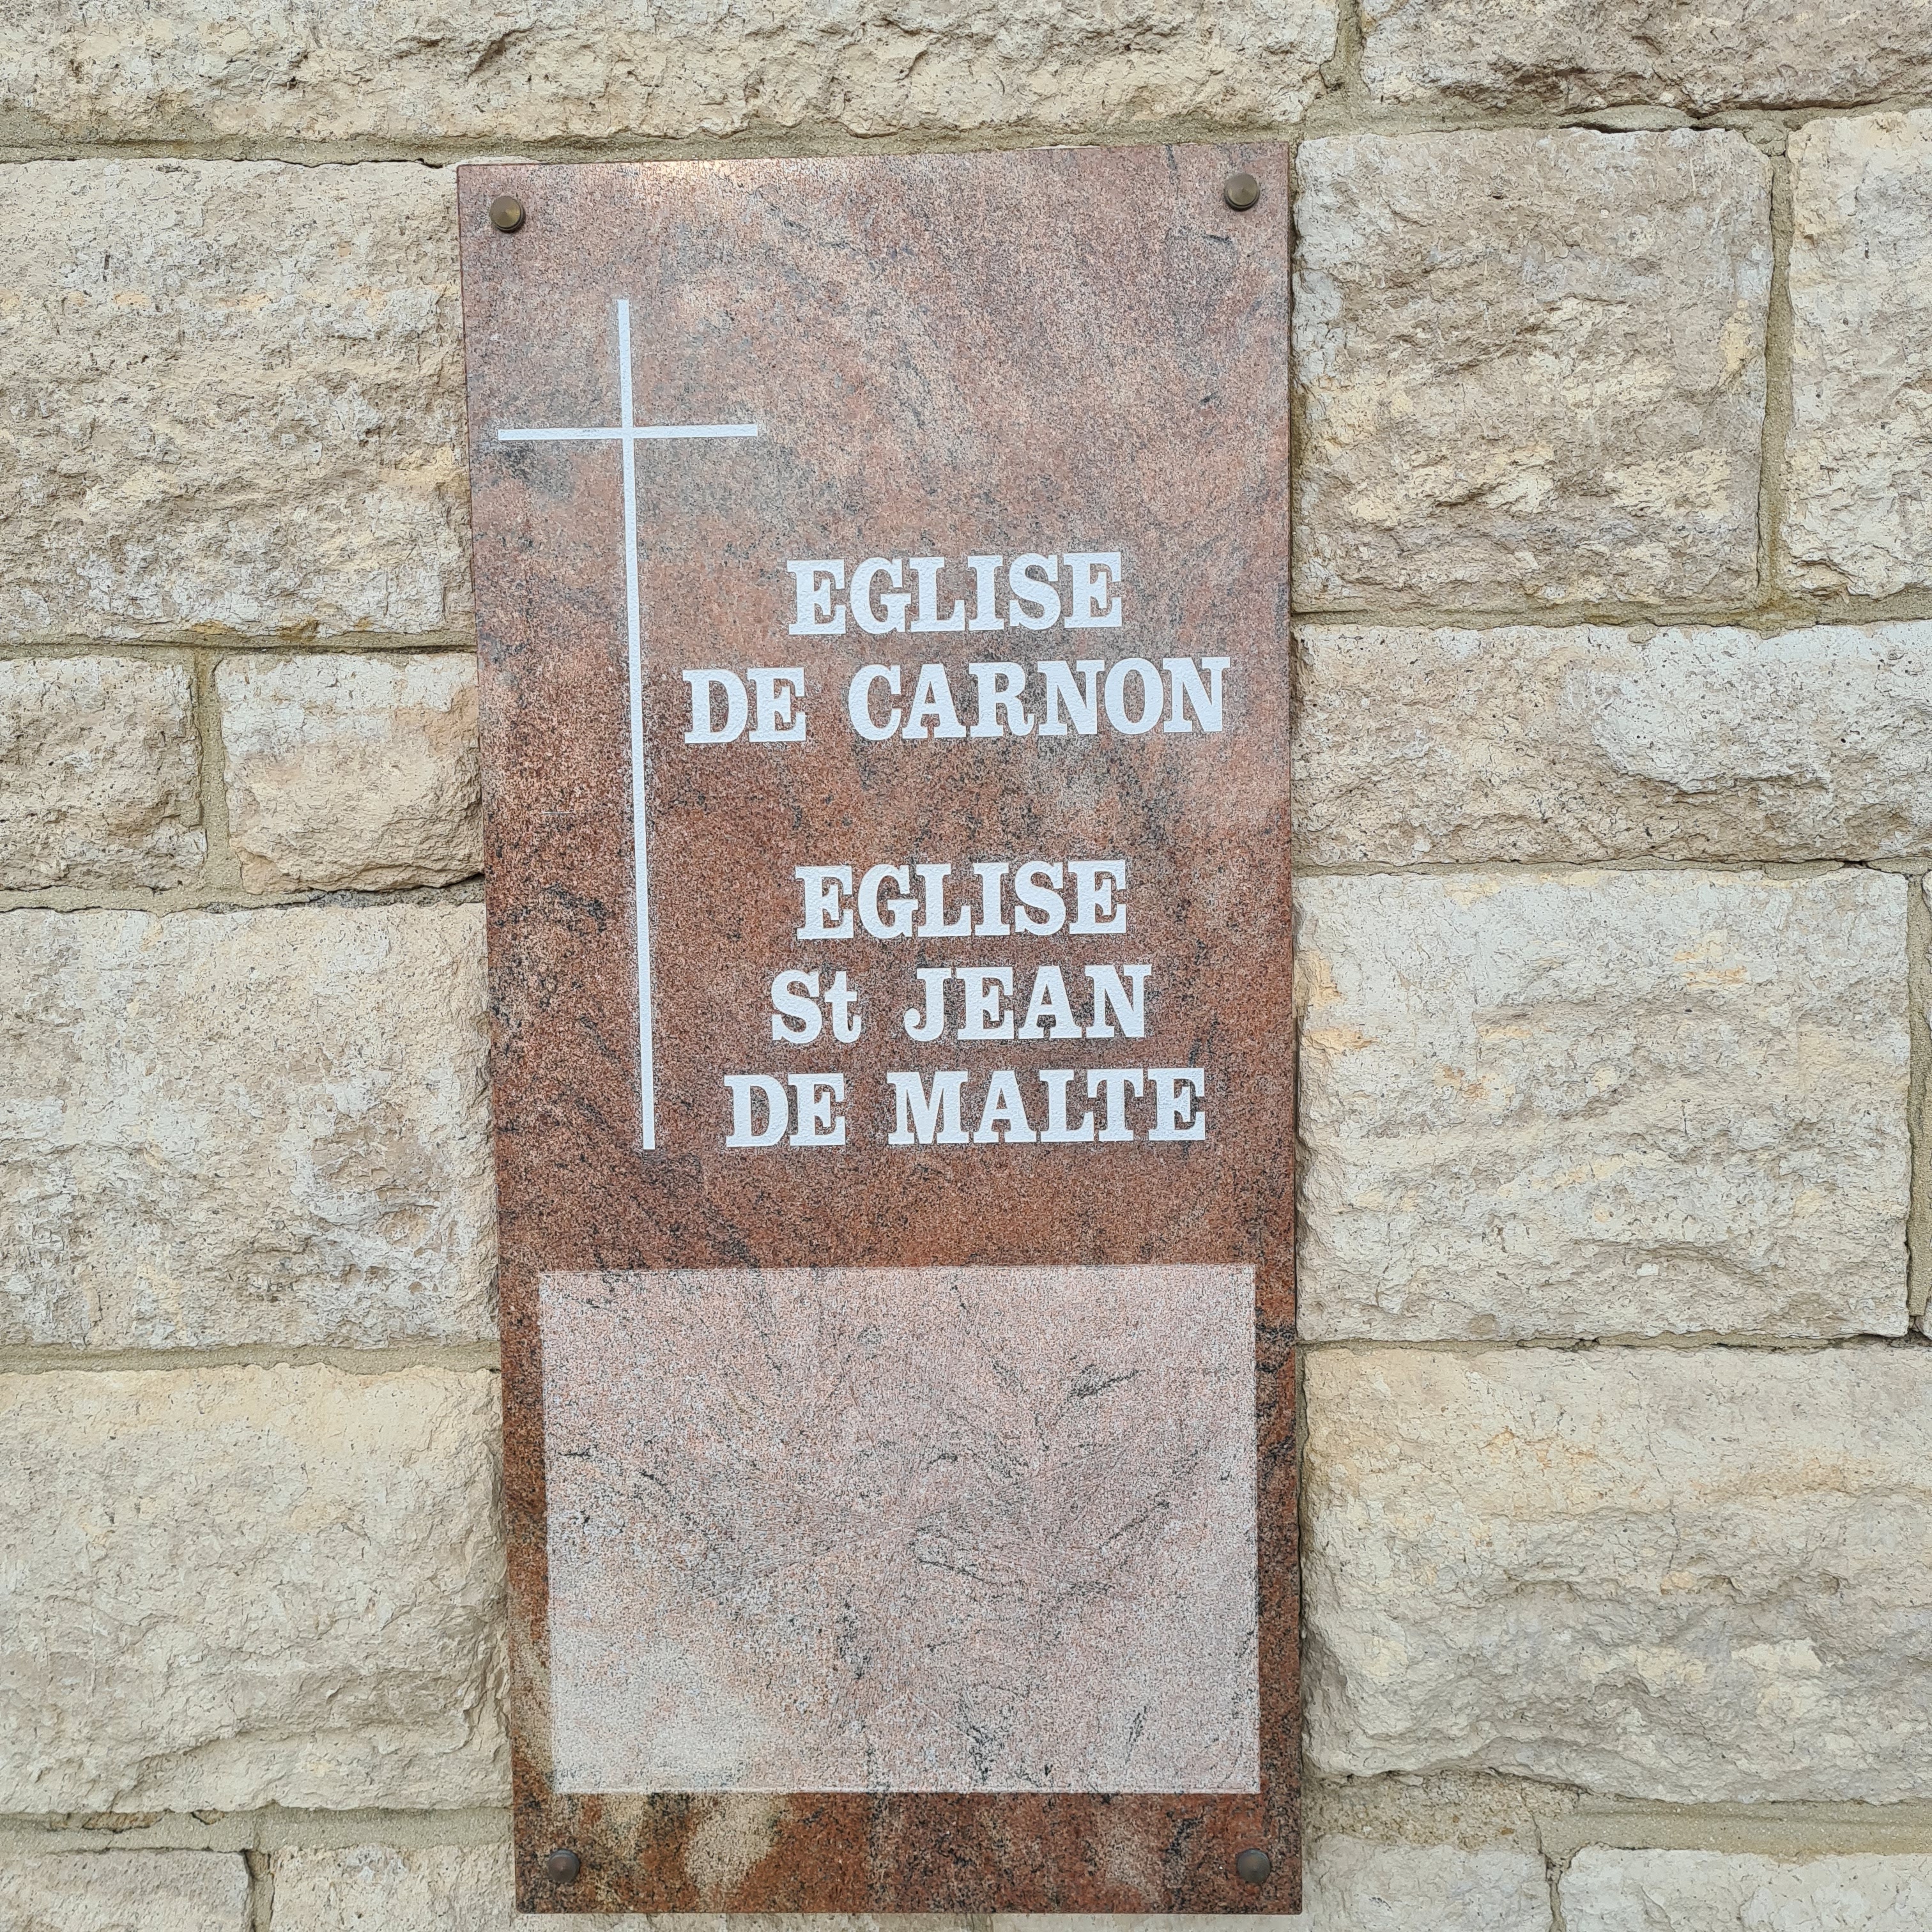 EGLISE
DE CARNON
EGLISE
St JEAN
DE MALTE